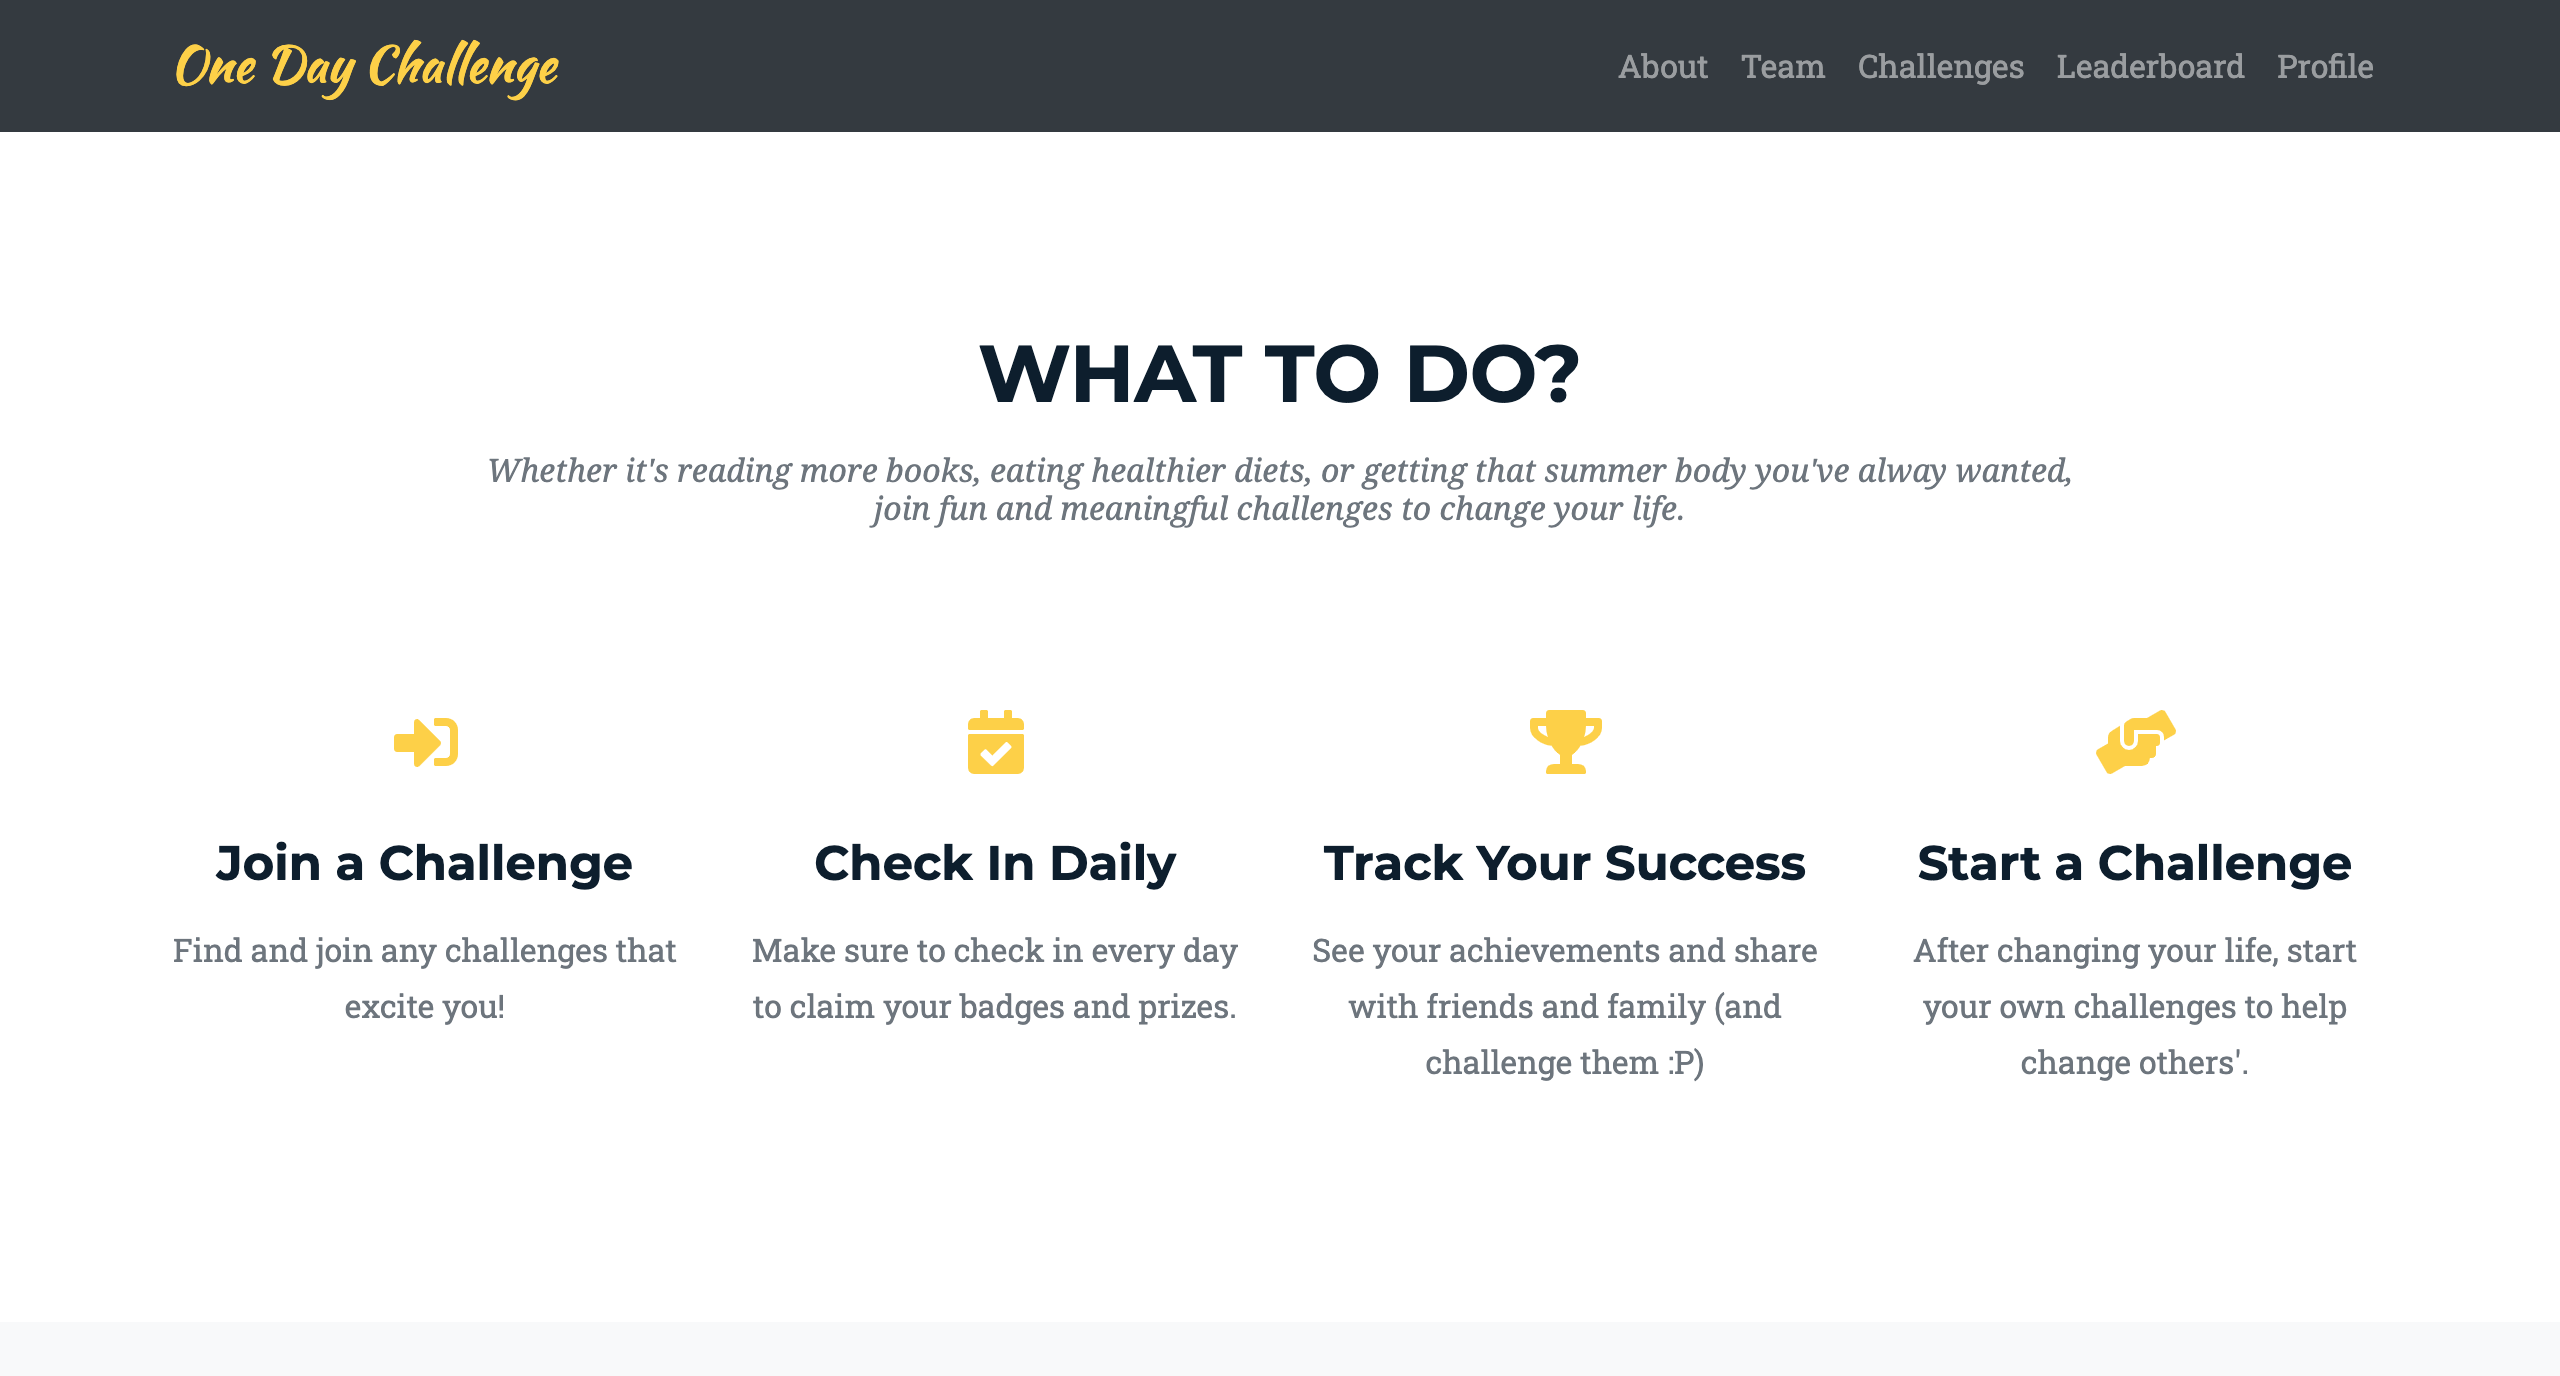 One Day Challenge
About Team Challenges Leaderboard Profile
WHAT TO DO?
Whether it's reading more books, eating healthier diets, or getting that summer body you've alway wanted,
join fun and meaningful challenges to change your life.
Join a Challenge
Find and join any challenges that
excite you!
Check In Daily
Make sure to check in every day
to claim your badges and prizes.
Track Your Success
See your achievements and share
with friends and family (and
challenge them :P)
Start a Challenge
After changing your life, start
your own challenges to help
change others'.